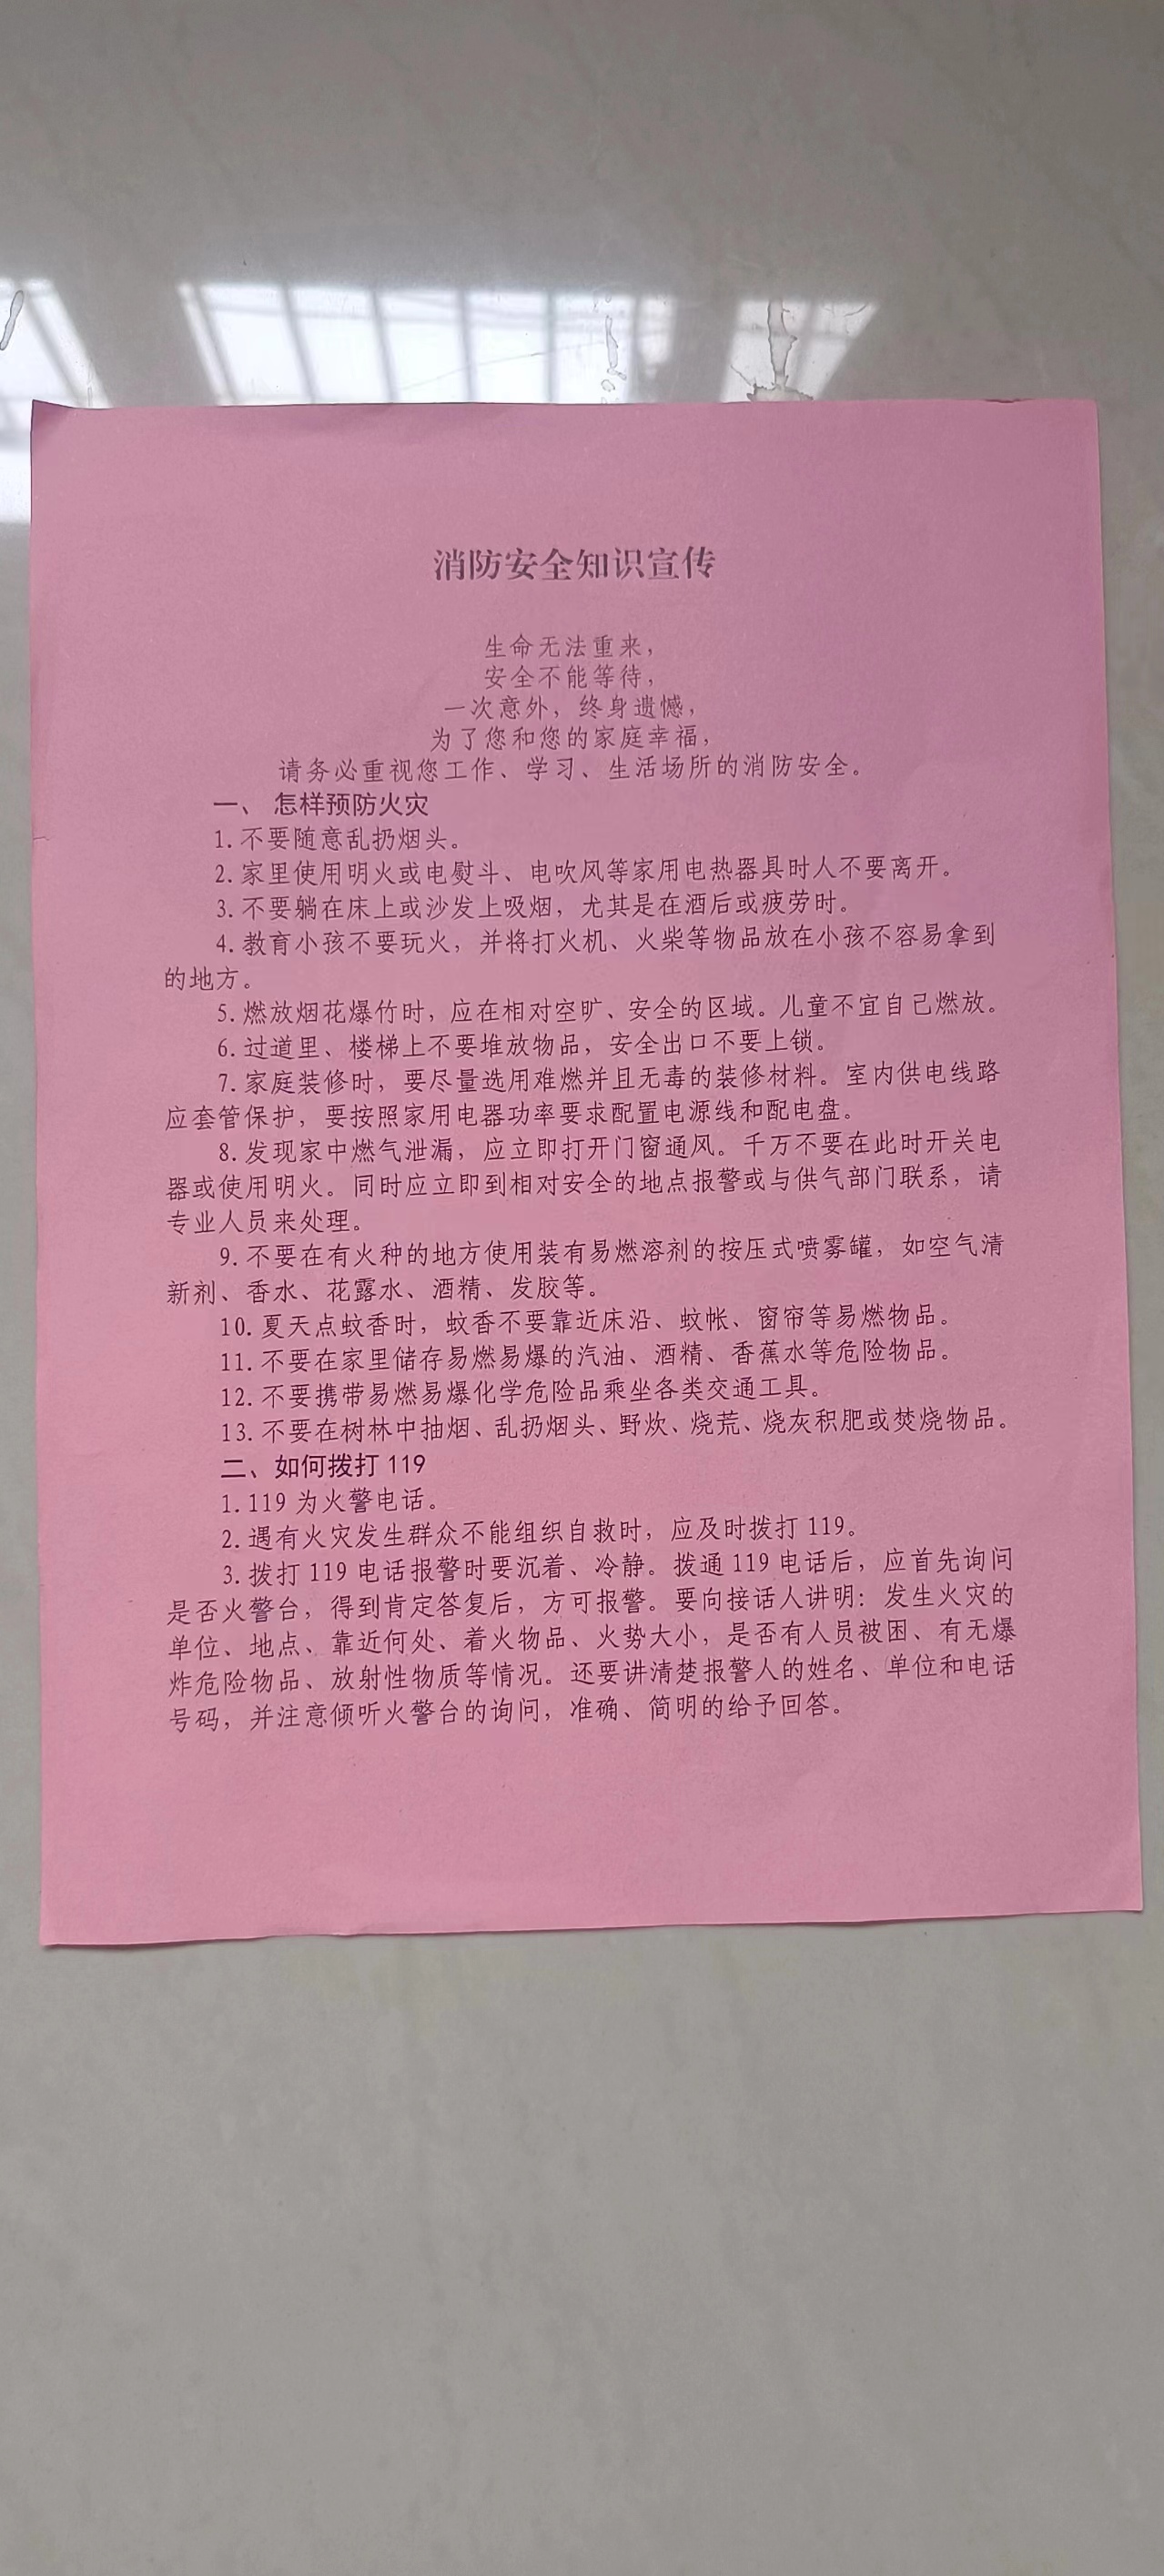 消防安全知识宣传
生命无法重来，
安全不能等待，
一次意外，终身遗憾，
为了您和您的家庭幸福，
请务必重视您工作、学习、生活场所的消防安全。
一、 怎样预防火灾
1.不要随意乱扔烟头。
2.家里使用明火或电熨斗、电吹风等家用电热器具时人不要离开。
3.不要躺在床上或沙发上吸烟，尤其是在酒后或疲劳时。
4.教育小孩不要玩火，并将打火机、火柴等物品放在小孩不容易拿到
的地方。
5.燃放烟花爆竹时，应在相对空旷、安全的区域。儿童不宜自己燃放。
6.过道里、楼梯上不要堆放物品，安全出口不要上锁。
7.家庭装修时，要尽量选用难燃并且无毒的装修材料。室内供电线路
应套管保护，要按照家用电器功率要求配置电源线和配电盘。
8.发现家中燃气泄漏，应立即打开门窗通风。千万不要在此时开关电
器或使用明火。同时应立即到相对安全的地点报警或与供气部门联系，请
专业人员来处理。
9.不要在有火种的地方使用装有易燃溶剂的按压式喷雾罐，如空气清
新剂、香水、花露水、酒精、发胶等。
10.夏天点蚊香时，蚊香不要靠近床沿、蚊帐、窗帘等易燃物品。
11.不要在家里储存易燃易爆的汽油、酒精、香蕉水等危险物品。
12.不要携带易燃易爆化学危险品乘坐各类交通工具。
13.不要在树林中抽烟、乱扔烟头、野炊、烧荒、烧灰积肥或焚烧物品。
二、如何拨打 119
1.119 为火警电话。
2.遇有火灾发生群众不能组织自救时，应及时拨打 119。
3.拨打 119 电话报警时要沉着、冷静。拨通 119 电话后，应首先询问
是否火警台，得到肯定答复后，方可报警。要向接话人讲明：发生火灾的
单位、地点、靠近何处、着火物品、火势大小，是否有人员被困、有无爆
炸危险物品、放射性物质等情况。还要讲清楚报警人的姓名、单位和电话
号码，并注意倾听火警台的询问，准确、简明的给予回答。